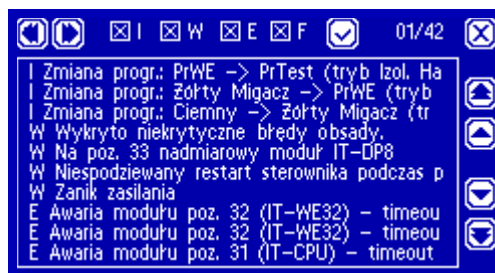 I W E F 01/42
I Zmiana progr.: PrWE -> PrTest (tryb Izol. Ha
I Zmiana progr.: Żółty Migacz -> PrWE (tryb
I Zmiana progr.: Ciemny -> Żółty Migacz (tr
W Wykryto niekrytyczne błędy obsady.
W Na poz. 33 nadmiarowy moduł IT-DP8
W Niespodziewany restart sterownika podczas p
W Zanik zasilania
E Awaria modułu poz. 32 (IT-WE32) - timeou
E Awaria modułu poz. 32 (IT-WE32) - timeou
E Awaria modułu poz. 31 (IT-CPU) - timeout